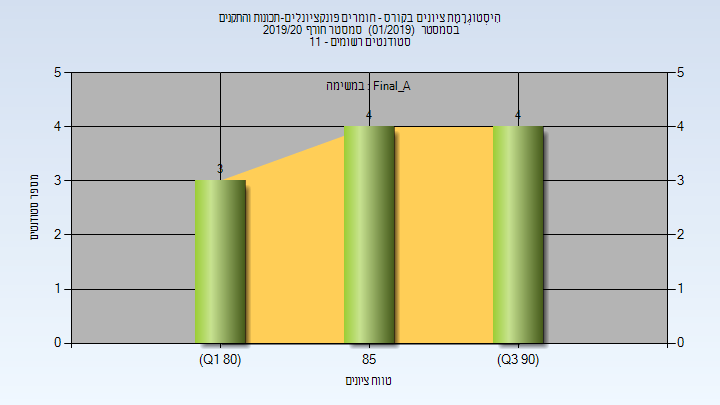 היסטוגרמת ציונים בקורס - חומרים פונקציונלים-תכונות והתקנים
בסמסטר (01/2019) סמסטר חורף 2019/20
סטודנטים רשומים - 11
במשימה : Final_A
5 5
4 4
4 4
3 3
3
2 2
1 1
0 0
מספר סטודנטים
(Q1 80) 85 (Q3 90)
טווח ציונים